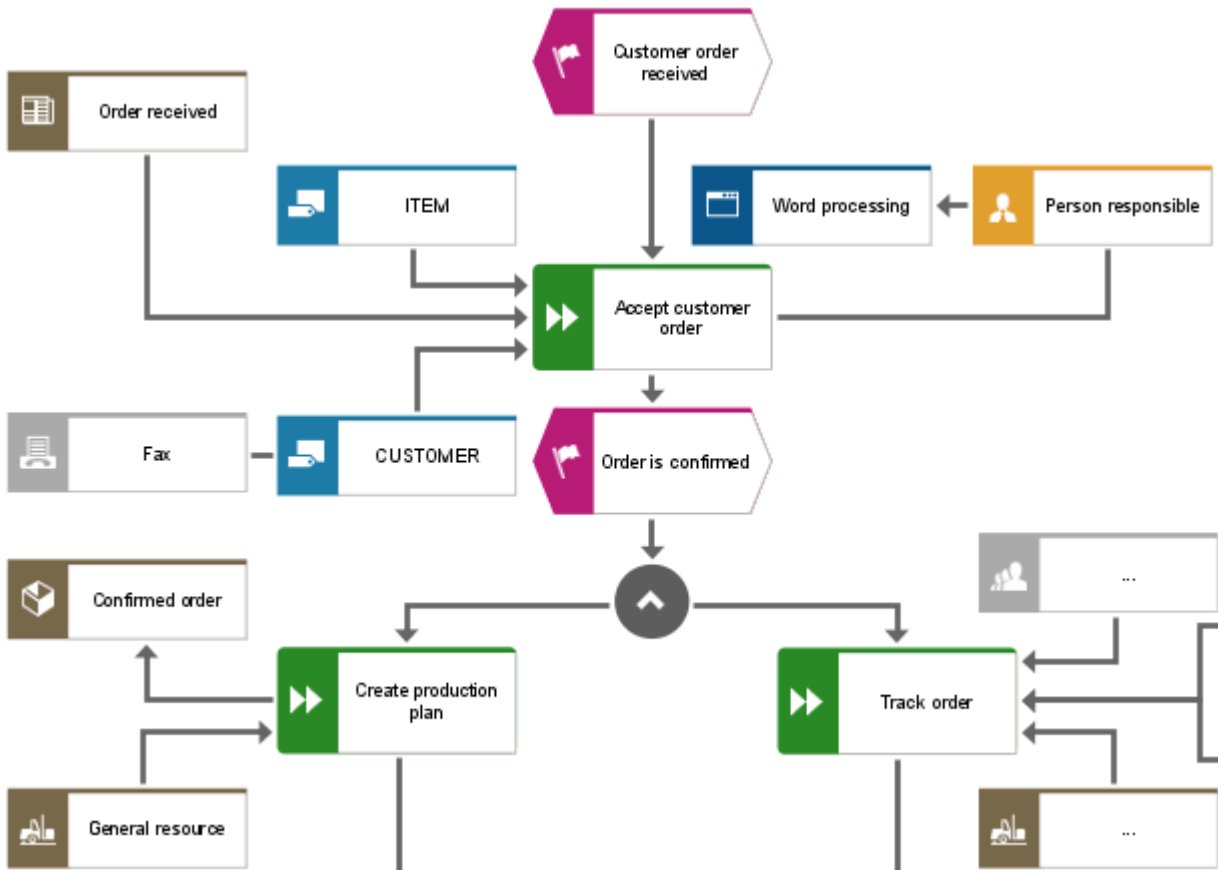 Customer order
received
Order received
ITEM
Word processing
Person responsible
Accept customer
order
Fax
CUSTOMER
Order is confirmed
...
Confirmed order
Create production
plan
Track order
General resource
...